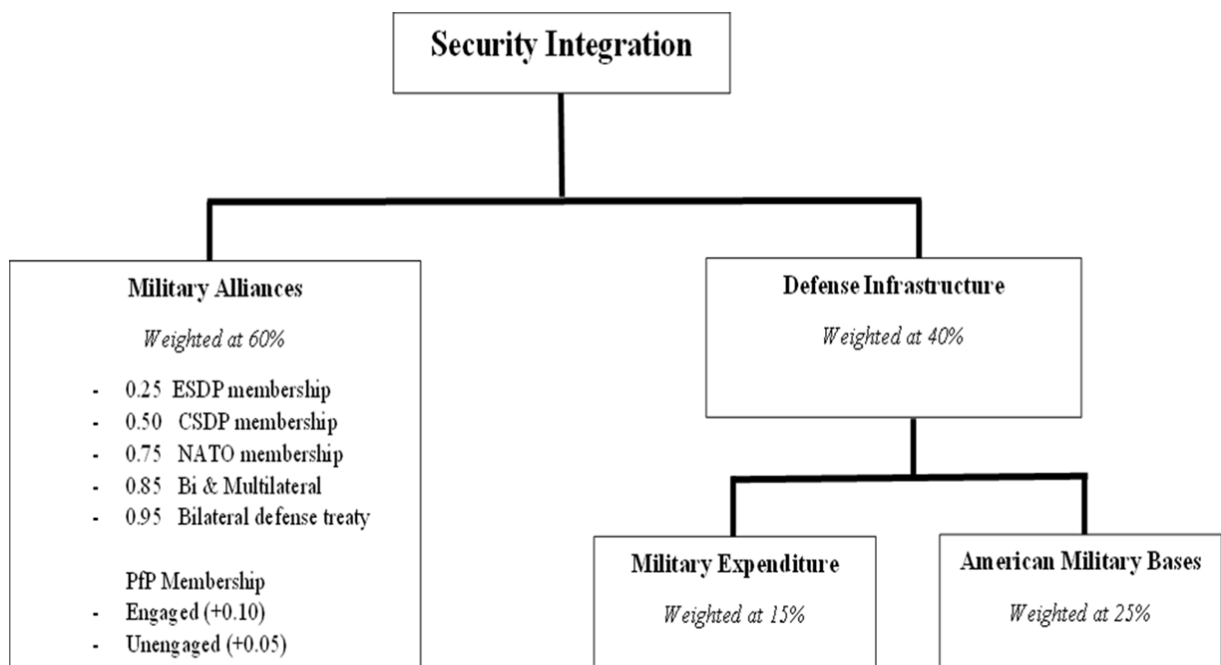 Security Integration
Military Alliances
Weighted at 60%
- 0.25 ESDP membership
- 0.50 CSDP membership
- 0.75 NATO membership
- 0.85 Bi & Multilateral
- 0.95 Bilateral defense treaty
PfP Membership
- Engaged (+0.10)
- Unengaged (+0.05)
Defense Infrastructure
Weighted at 40%
Military Expenditure
Weighted at 15%
American Military Bases
Weighted at 25%